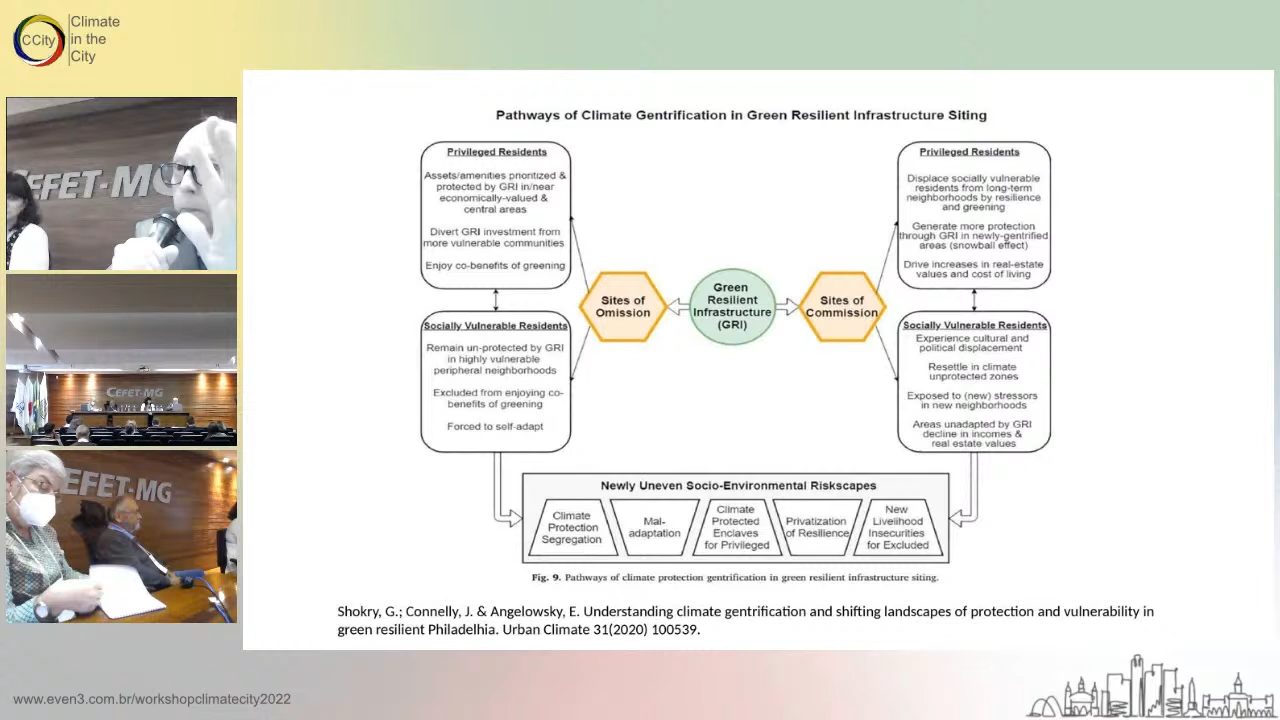 CCity
Climate
in the
City
EFET-MG
CEFET-MG
EFET-MG
Pathways of Climate Gentrification in Green Resilient Infrastructure Siting
Privileged Residents
Assets/amenities prioritized &
protected by GRI in/near
economically-valued &
central areas
Divert GRI investment from
more vulnerable communities
Enjoy co-benefits of greening
Socially Vulnerable Residents
Remain un-protected by GRI
in highly vulnerable
peripheral neighborhoods
Excluded from enjoying co-
benefits of greening
Forced to self-adapt
Sites of
Omission
Green
Resilient
Infrastructure
(GRI)
Sites of
Commission
Privileged Residents
Displace socially vulnerable
residents from long-term
neighborhoods by resilience
and greening
Generate more protection
through GRI in newly-gentrified
areas (snowball effect)
Drive increases in real-estate
values and cost of living
Socially Vulnerable Residents
Experience cultural and
political displacement
Resettle in climate
unprotected zones
Exposed to (new) stressors
in new neighborhoods
Areas unadapted by GRI
decline in incomes &
real estate values
Newly Uneven Socio-Environmental Riskscapes
Climate
Protection
Segregation
Mal-
adaptation
Climate
Protected
Enclaves
for Privileged
Privatization
of Resilience
New
Livelihood
Insecurities
for Excluded
Fig. 9. Pathways of climate protection gentrification in green resilient infrastructure siting.
Shokry, G.; Connelly, J. & Angelowsky, E. Understanding climate gentrification and shifting landscapes of protection and vulnerability in
green resilient Philadelhia. Urban Climate 31(2020) 100539.
www.even3.com.br/workshopclimatecity2022